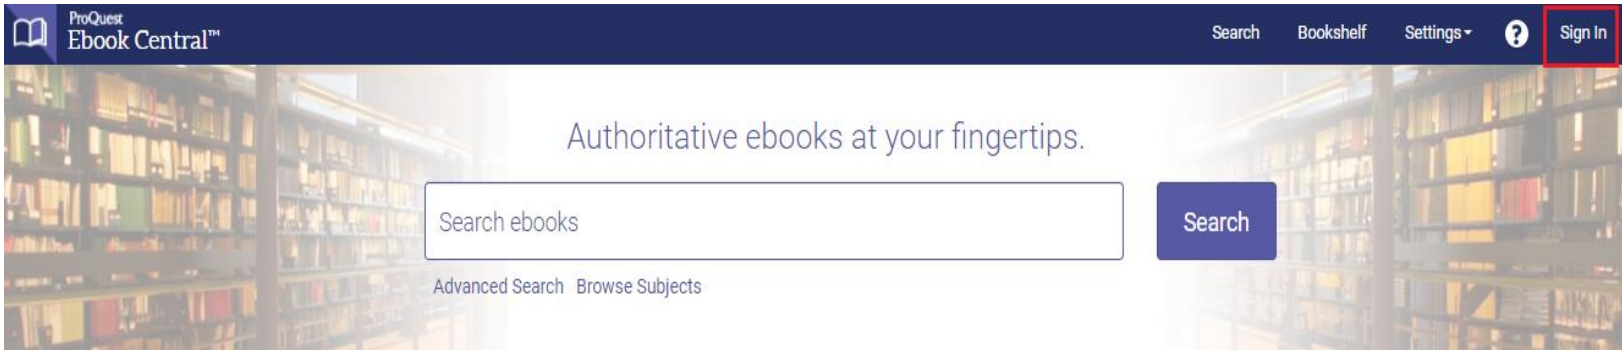 ProQuest
Ebook Central™
Search Bookshelf Settings ? Sign In
Authoritative ebooks at your fingertips.
Search ebooks
Search
Advanced Search Browse Subjects